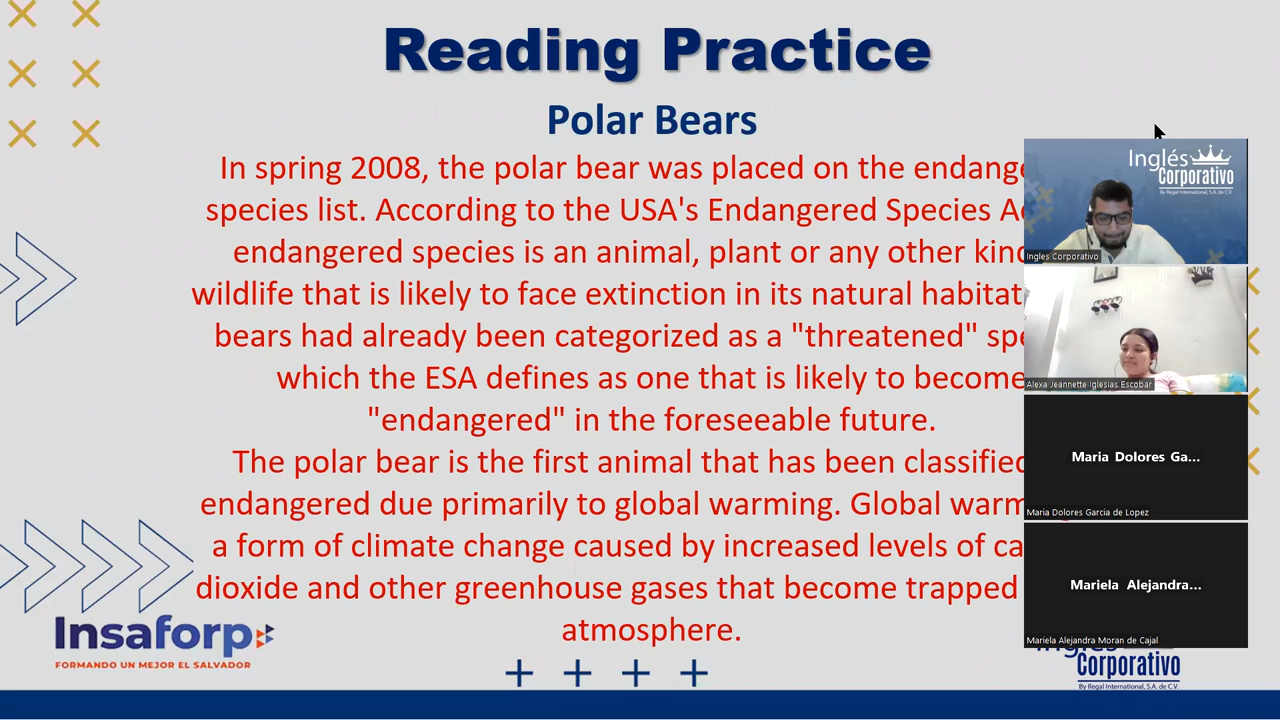 Reading Practice
Polar Bears
In spring 2008, the polar bear was placed on the
species list. According to the USA's Endangered Species
endangered species is an animal, plant or any other
wildlife that is likely to face extinction in its natural habitat
bears had already been categorized as a "threatened"
which the ESA defines as one that is likely to become
"endangered" in the foreseeable future.
The polar bear is the first animal that has been classified
endangered due primarily to global warming. Global
a form of climate change caused by increased levels of
dioxide and other greenhouse gases that become trapped
atmosphere.
Inglés
Corporativo
By Regal International, S.A. de C.V.
Ingles Corporativo
Alexa Jeannette Iglesias Escobar
Maria Dolores Ga...
Maria Dolores Garcia de Lopez
Mariela Alejandra...
Mariela Alejandra Moran de Cajal
Insaforp
FORMANDO UN MEJOR EL SALVADOR
Corporativo
By Regal International, S.A. de C.V.